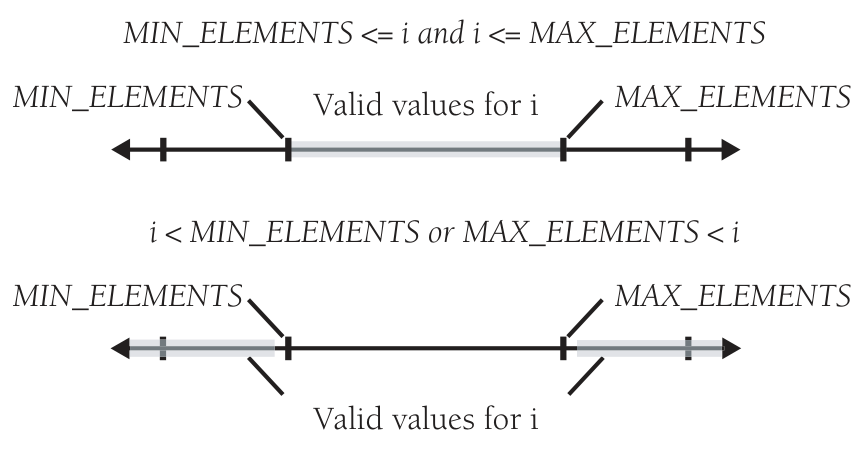 MIN_ELEMENTS <= i and i <= MAX_ELEMENTS
MIN_ELEMENTS Valid values for i MAX_ELEMENTS
i < MIN_ELEMENTS or MAX_ELEMENTS < i
MIN_ELEMENTS MAX_ELEMENTS
Valid values for i